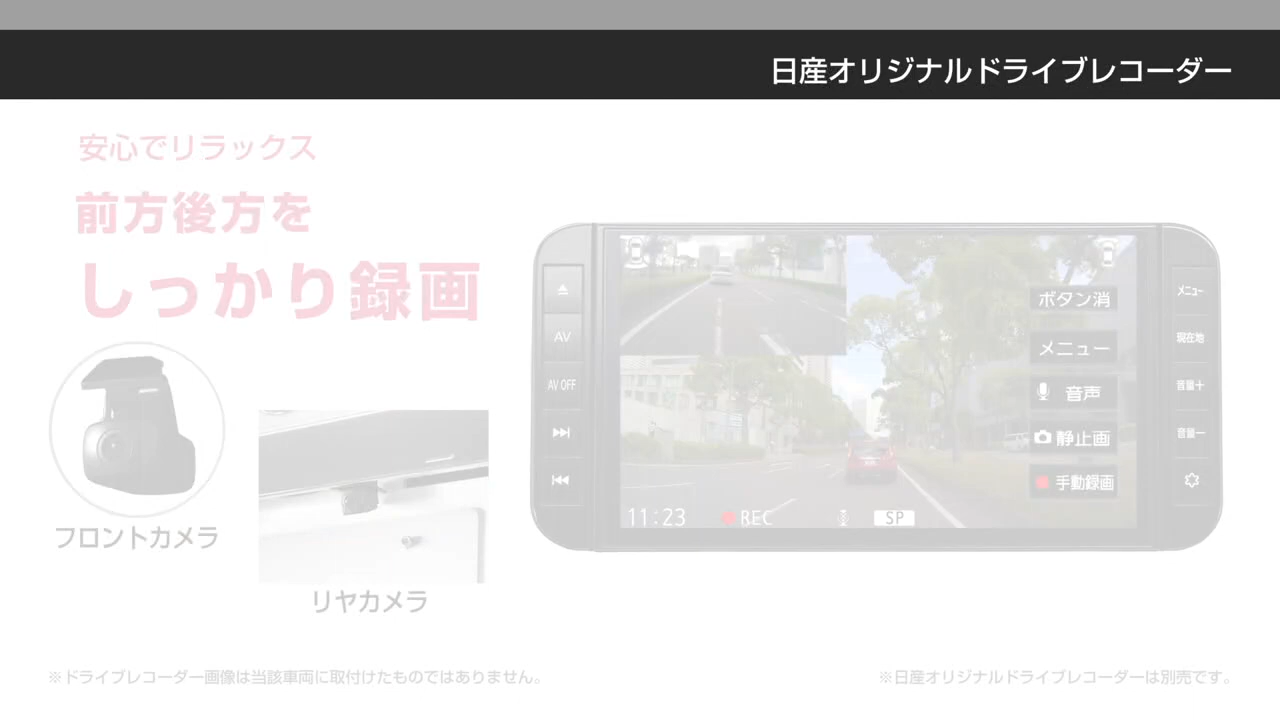 日産オリジナルドライブレコーダー
安心でリラックス
前方後方を
しっかり録画
フロントカメラ
リヤカメラ
AV
AV OFF
ボタン消
メニュー
音声
静止画
手動録画
11:23
REC
SP
メニュー
現在地
音量+
音量-
※ドライブレコーダー画像は当該車両に取付けたものではありません。
※日産オリジナルドライブレコーダーは別売です。